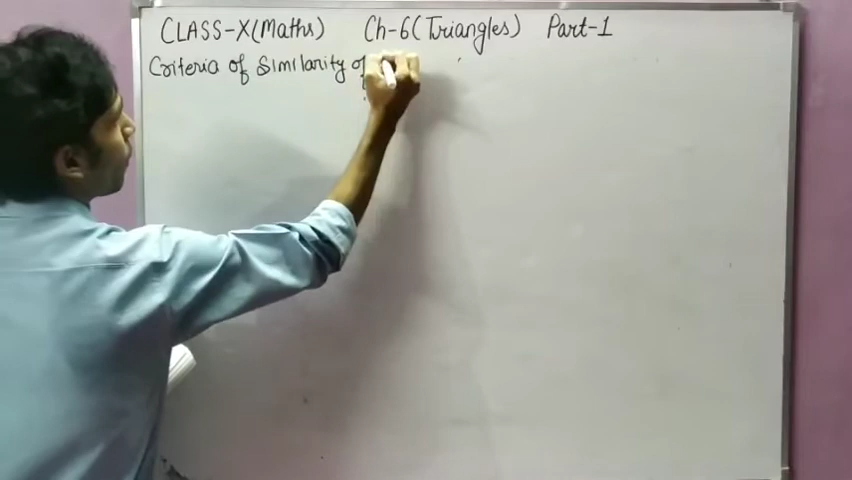 CLASS-X(Maths) Ch-6(Triangles) Part-1
Criteria of Similarity of